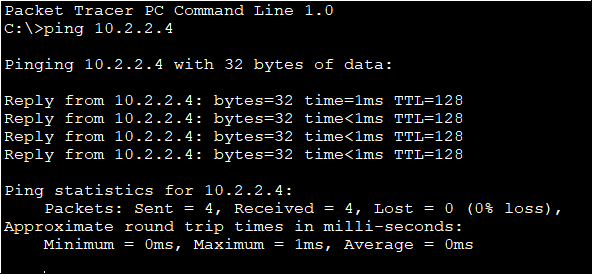 Packet Tracer PC Command Line 1.0
C:\>ping 10.2.2.4
Pinging 10.2.2.4 with 32 bytes of data:
Reply from 10.2.2.4: bytes=32 time=1ms TTL=128
Reply from 10.2.2.4: bytes=32 time<1ms TTL=128
Reply from 10.2.2.4: bytes=32 time<1ms TTL=128
Reply from 10.2.2.4: bytes=32 time<1ms TTL=128
Ping statistics for 10.2.2.4:
    Packets: Sent = 4, Received = 4, Lost = 0 (0% loss),
Approximate round trip times in milli-seconds:
    Minimum = 0ms, Maximum = 1ms, Average = 0ms